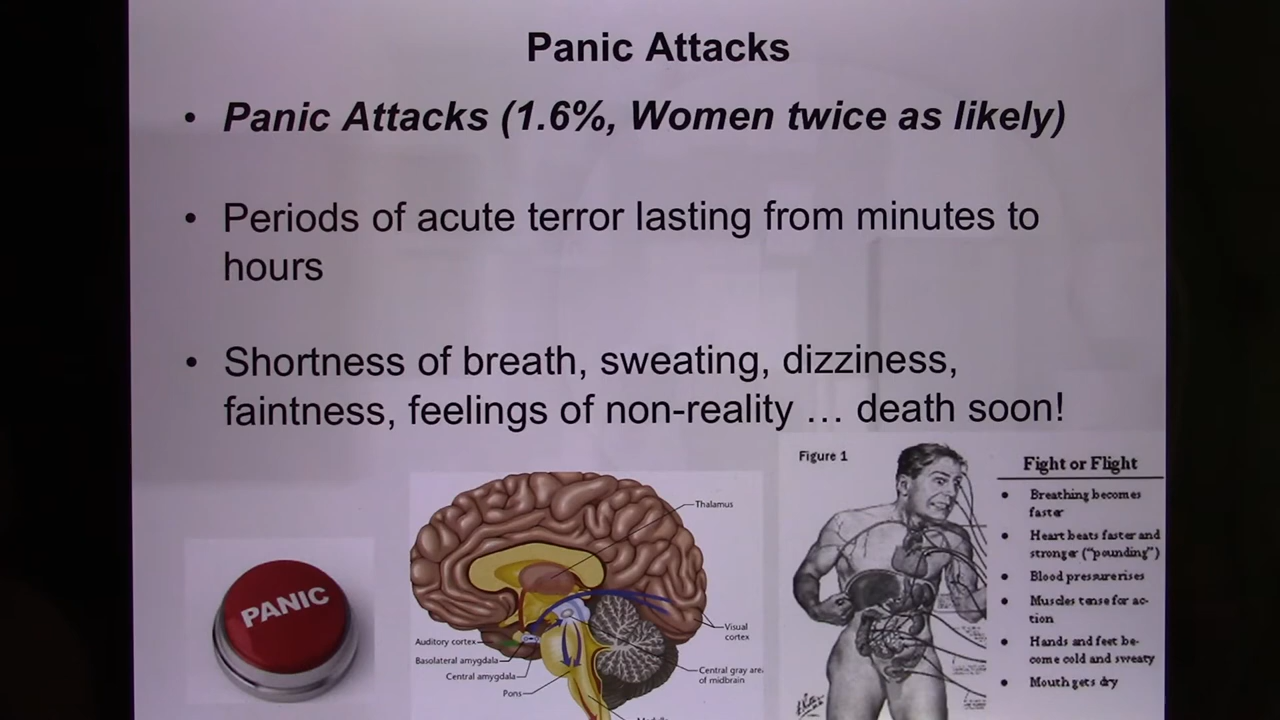 Panic Attacks
• Panic Attacks (1.6%, Women twice as likely)
• Periods of acute terror lasting from minutes to
hours
• Shortness of breath, sweating, dizziness,
faintness, feelings of non-reality … death soon!
PANIC
Thalamus
Auditory cortex
Basolateral amygdala
Central amygdala
Pons
Visual
cortex
Central gray area
of midbrain
Figure 1
Fight or Flight
• Breathing becomes
faster
• Heart beats faster and
stronger ("pounding")
• Blood pressure rises
• Muscles tense for ac-
tion
• Hands and feet be-
come cold and sweaty
• Mouth gets dry